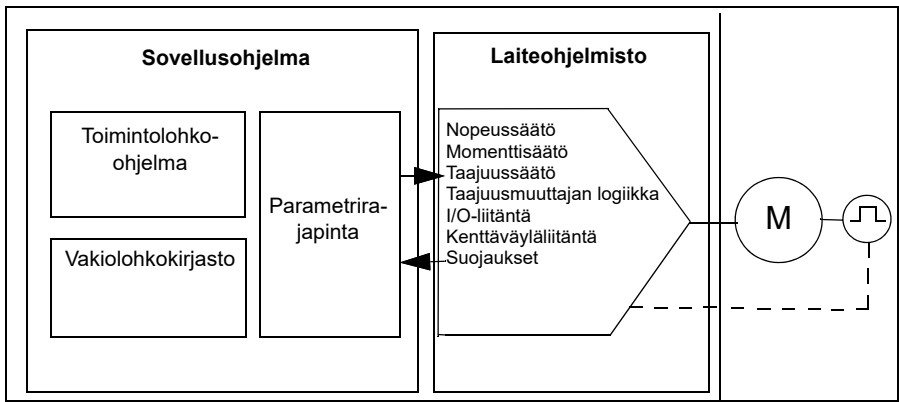 Sovellusohjelma
Toimintolohko-
ohjelma
Vakiolohkokirjasto
Parametrira-
japinta
Laiteohjelmisto
Nopeussäätö
Momenttisäätö
Taajuussäätö
Taajuusmuuttajan logiikka
I/O-liitäntä
Kenttäväyläliitäntä
Suojaukset
M